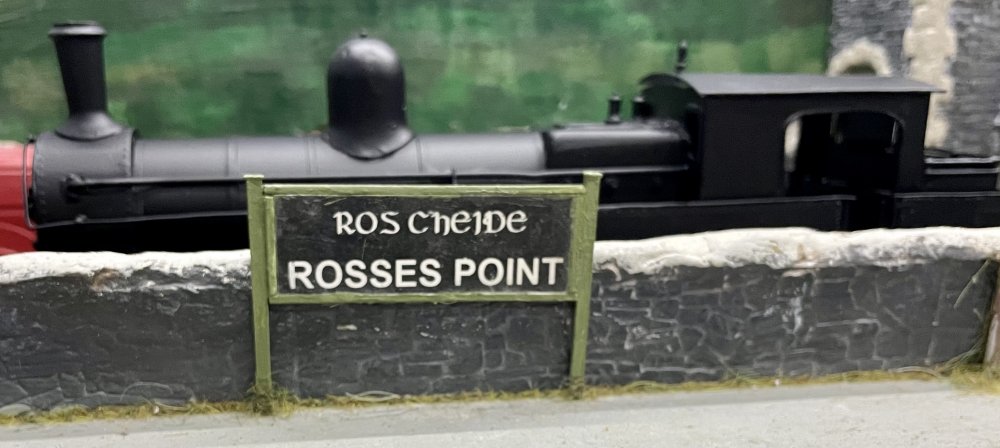 ROS Cheide
ROSSES POINT